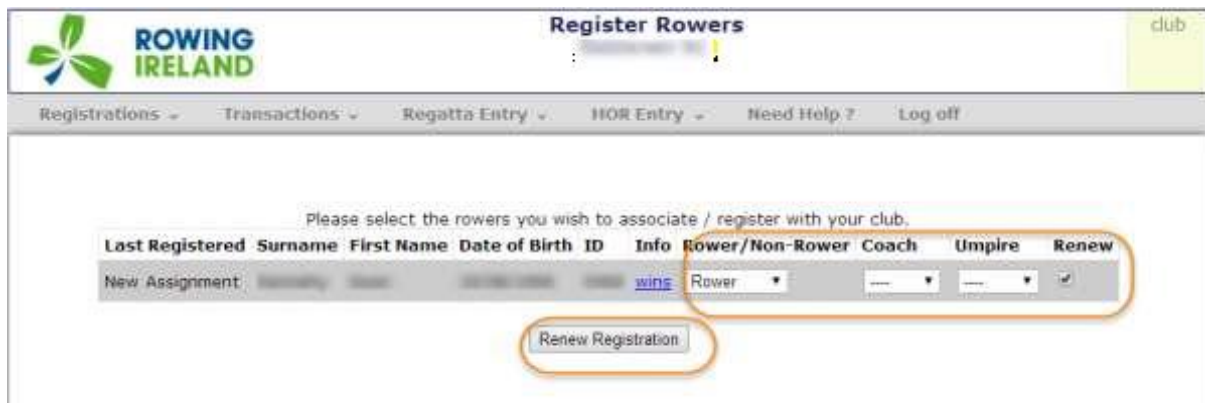 ROWING
IRELAND
Register Rowers
:
club
Registrations Transactions Regatta Entry HOR Entry Need Help ? Log off
Please select the rowers you wish to associate / register with your club.
Last Registered Surname First Name Date of Birth ID Info Rower/Non-Rower Coach Umpire Renew
New Assignment wins Rower ---- ----
Renew Registration